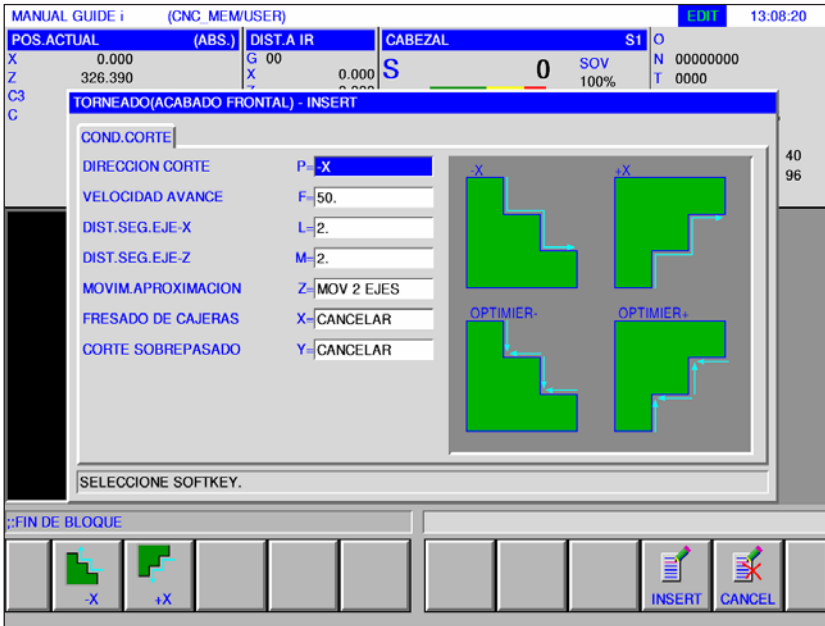 MANUAL GUIDE i (CNC_MEM/USER) EDIT 13:08:20
POS.ACTUAL (ABS.) DIST.A IR CABEZAL S1 O
X 0.000 G 00 S 0 SOV N 00000000
Z 326.390 X 0.000 100% T 0000
C3
C
TORNEADO(ACABADO FRONTAL) - INSERT
COND.CORTE
DIRECCION CORTE P= -X
VELOCIDAD AVANCE F= 50.
DIST.SEG.EJE-X L= 2.
DIST.SEG.EJE-Z M= 2.
MOVIM.APROXIMACION Z= MOV 2 EJES
FRESADO DE CAJERAS X= CANCELAR
CORTE SOBREPASADO Y= CANCELAR
-X +X
OPTIMIER- OPTIMIER+
40
96
SELECCIONE SOFTKEY.
;:FIN DE BLOQUE
-X +X INSERT CANCEL